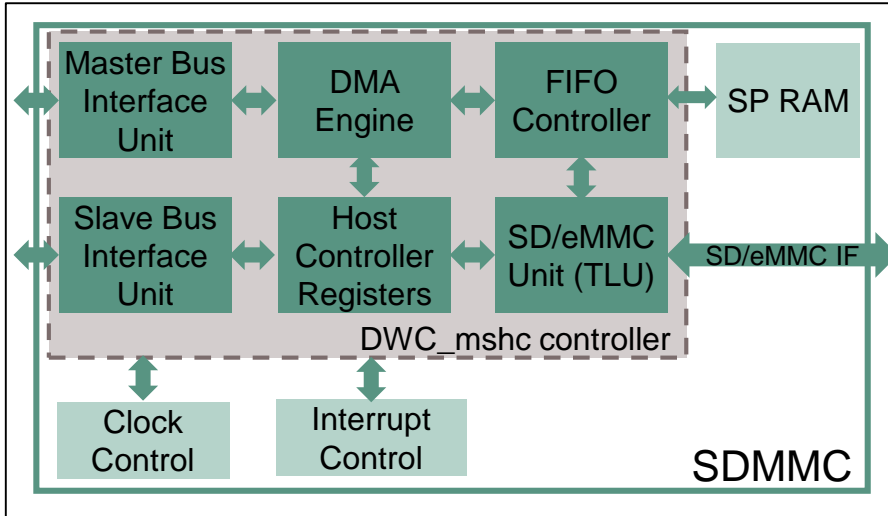 Master Bus
Interface
Unit
DMA
Engine
FIFO
Controller
SP RAM
Slave Bus
Interface
Unit
Host
Controller
Registers
SD/eMMC
Unit (TLU)
SD/eMMC IF
DWC_mshc controller
Clock
Control
Interrupt
Control
SDMMC